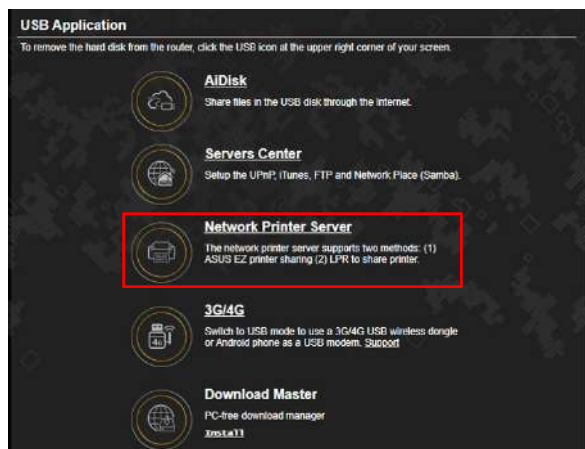 USB Application
To remove the hard disk from the router, click the USB icon at the upper right corner of your screen.
AiDisk
Share files in the USB disk through the Internet.
Servers Center
Setup the UPnP, iTunes, FTP and Network Place (Samba).
Network Printer Server
The network printer server supports two methods: (1)
ASUS EZ printer sharing (2) LPR to share printer.
3G/4G
Switch to USB mode to use a 3G/4G USB wireless dongle
or Android phone as a USB modem. Support
4G
Download Master
PC-free download manager
Install